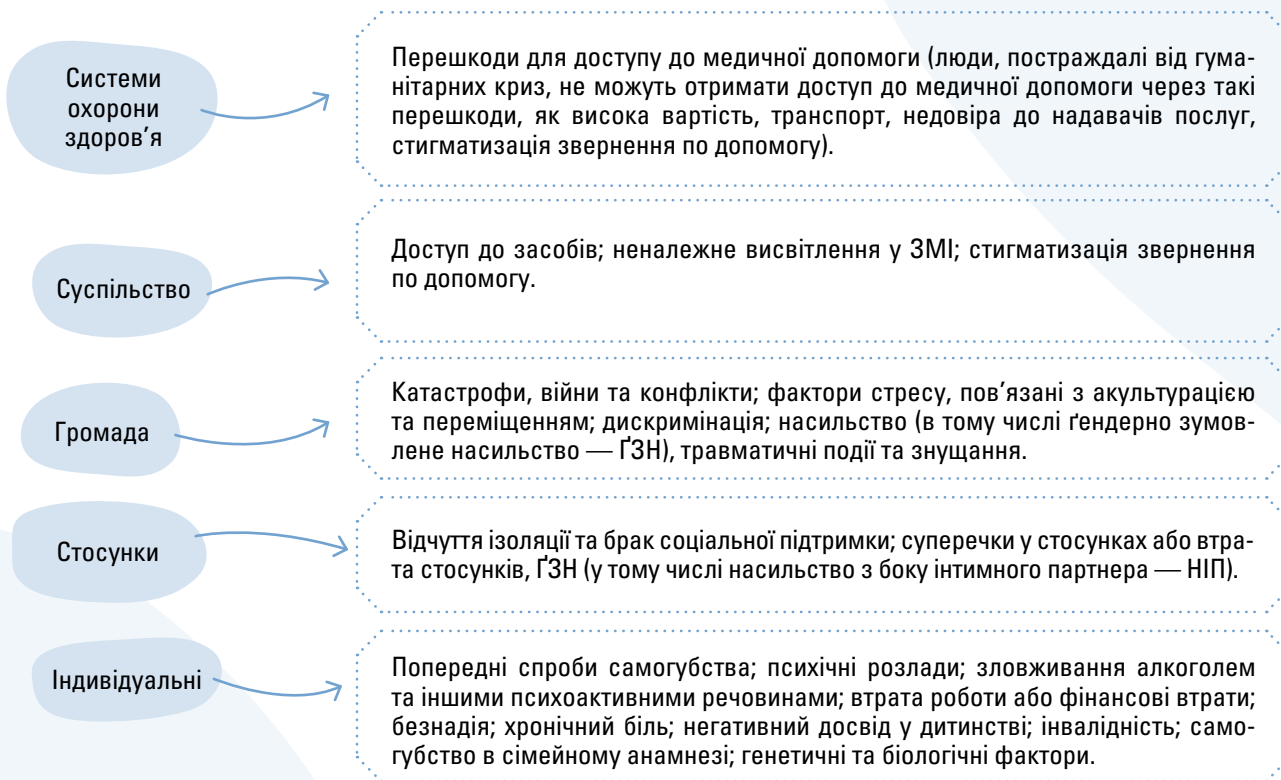 Системи
охорони
здоров’я
Перешкоди для доступу до медичної допомоги (люди, постраждалі від гума-
нітарних криз, не можуть отримати доступ до медичної допомоги через такі
перешкоди, як висока вартість, транспорт, недовіра до надавачів послуг,
стигматизація звернення по допомогу).
Суспільство
Доступ до засобів; неналежне висвітлення у ЗМІ; стигматизація звернення
по допомогу.
Громада
Катастрофи, війни та конфлікти; фактори стресу, пов’язані з акультурацією
та переміщенням; дискримінація; насильство (в тому числі ґендерно зумов-
лене насильство — ҐЗН), травматичні події та знущання.
Стосунки
Відчуття ізоляції та брак соціальної підтримки; суперечки у стосунках або втра-
та стосунків, ҐЗН (у тому числі насильство з боку інтимного партнера — НІП).
Індивідуальні
Попередні спроби самогубства; психічні розлади; зловживання алкоголем
та іншими психоактивними речовинами; втрата роботи або фінансові втрати;
безнадія; хронічний біль; негативний досвід у дитинстві; інвалідність; само-
губство в сімейному анамнезі; генетичні та біологічні фактори.